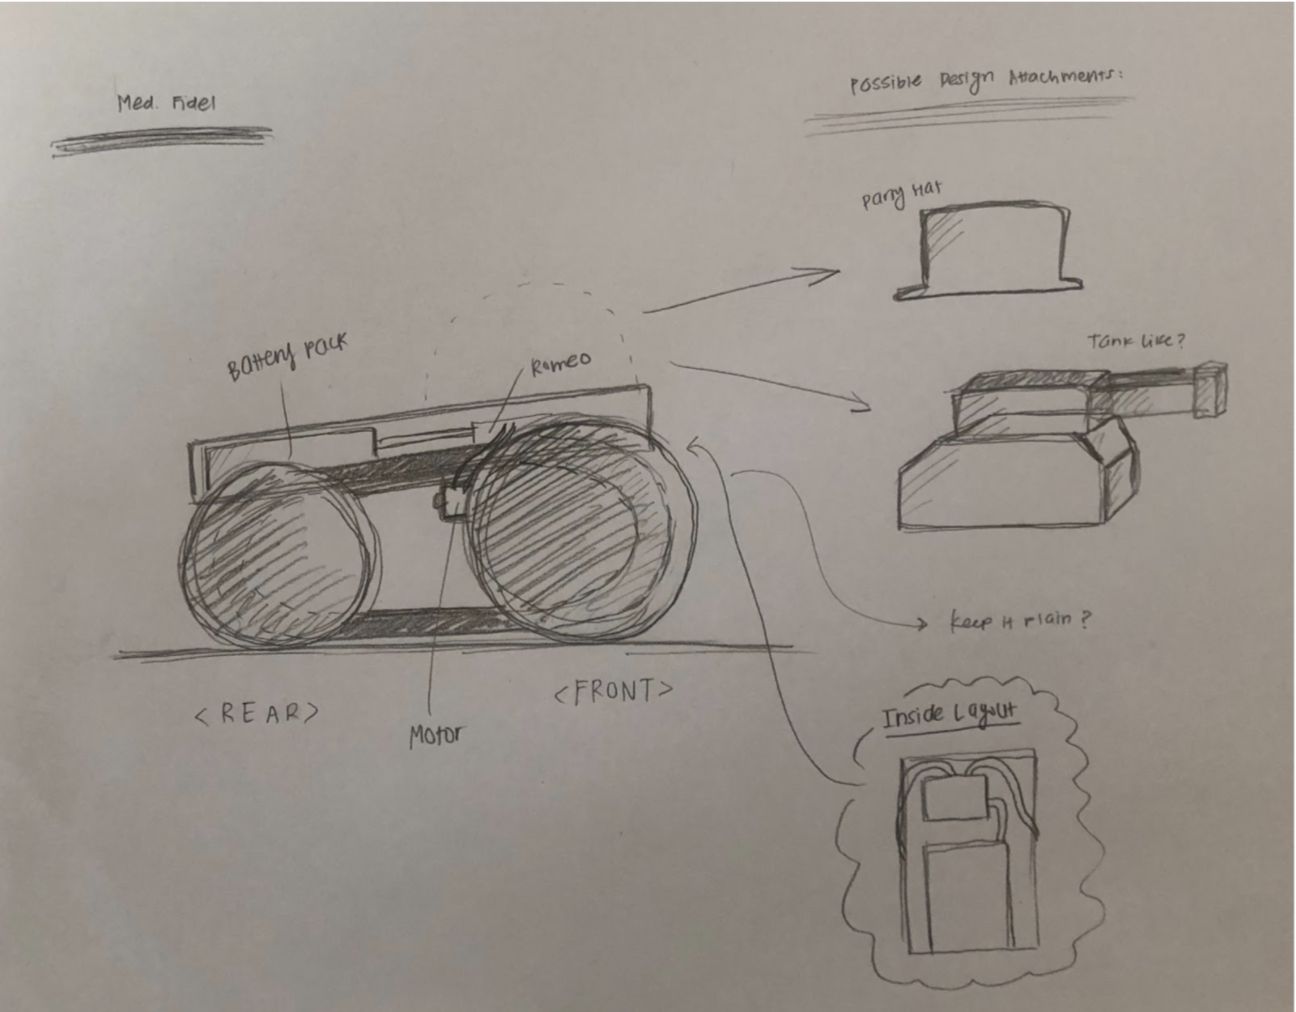 Med. Fidel
Possible Design Attachments:
Party Hat
Tank Like?
Battery Pack
Romeo
keep it plain?
<REAR>
<FRONT>
Motor
Inside Layout